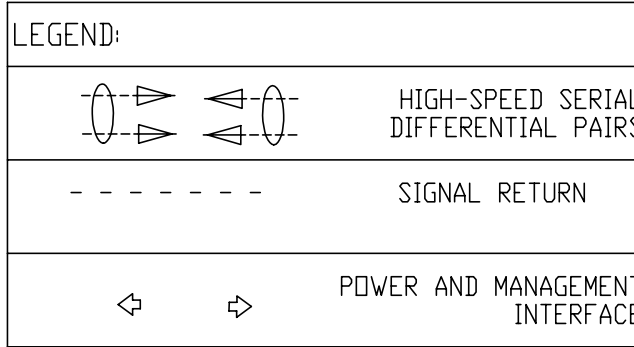 LEGEND:
HIGH-SPEED SERIAL
DIFFERENTIAL PAIRS
SIGNAL RETURN
POWER AND MANAGEMENT
INTERFACE